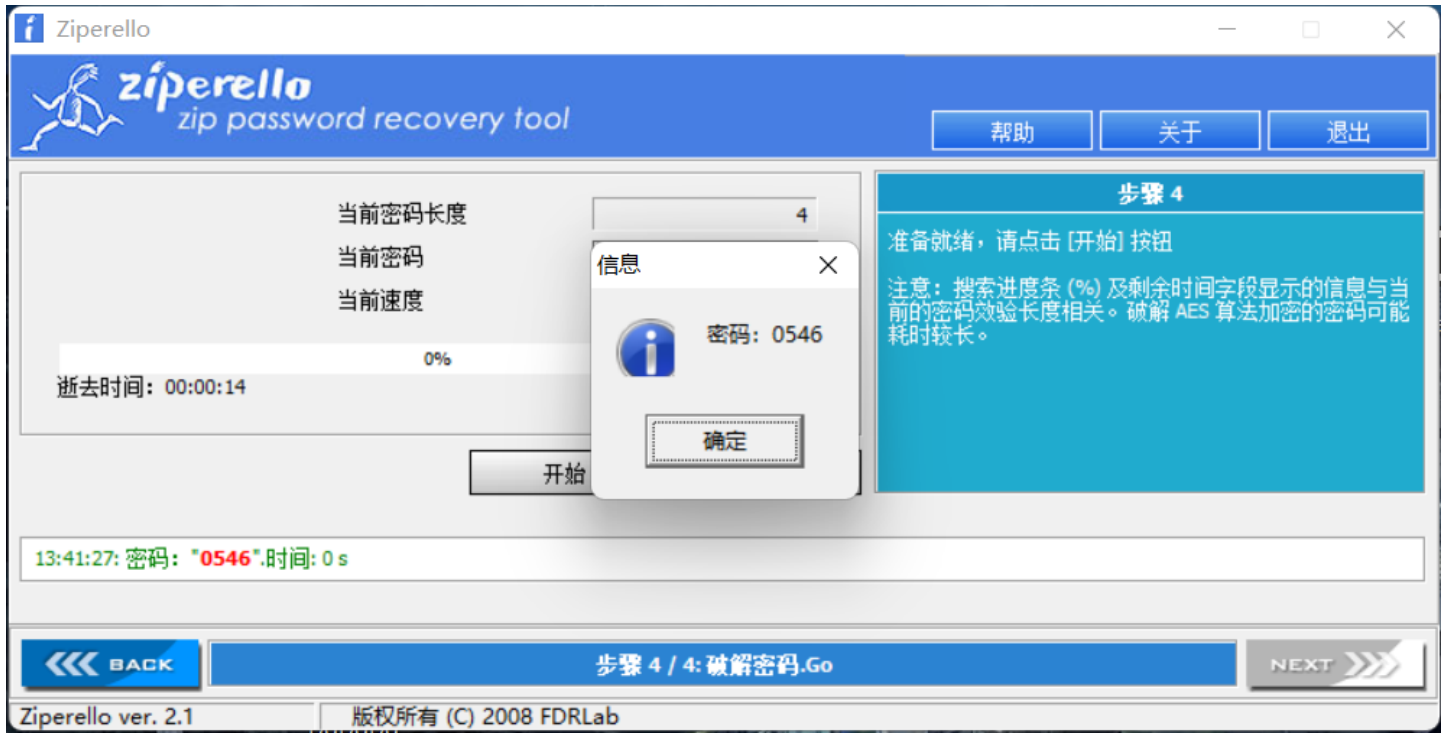 Ziperello
ziperello
zip password recovery tool
帮助 关于 退出
当前密码长度 4
当前密码
当前速度
0%
逝去时间：00:00:14
开始
信息
密码：0546
确定
步骤 4
准备就绪，请点击 [开始] 按钮
注意：搜索进度条 (%) 及剩余时间字段显示的信息与当
前的密码效验长度相关。破解 AES 算法加密的密码可能
耗时较长。
13:41:27: 密码："0546".时间: 0 s
BACK 步骤 4 / 4: 破解密码.Go NEXT
Ziperello ver. 2.1 版权所有 (C) 2008 FDRLab